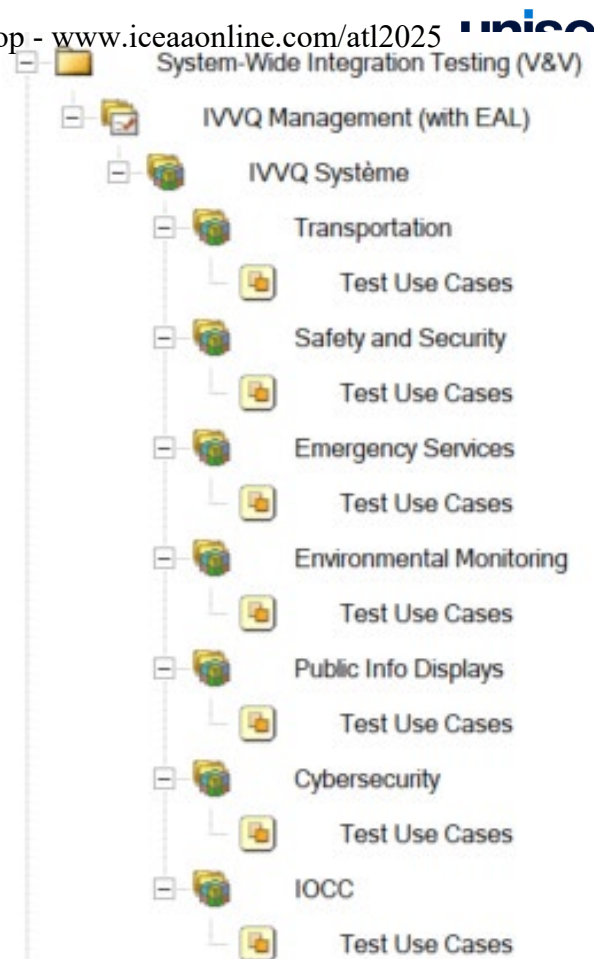 op - www.iceaaonline.com/atl2025
System-Wide Integration Testing (V&V)
IVVQ Management (with EAL)
IVVQ Système
Transportation
Test Use Cases
Safety and Security
Test Use Cases
Emergency Services
Test Use Cases
Environmental Monitoring
Test Use Cases
Public Info Displays
Test Use Cases
Cybersecurity
Test Use Cases
IOCC
Test Use Cases